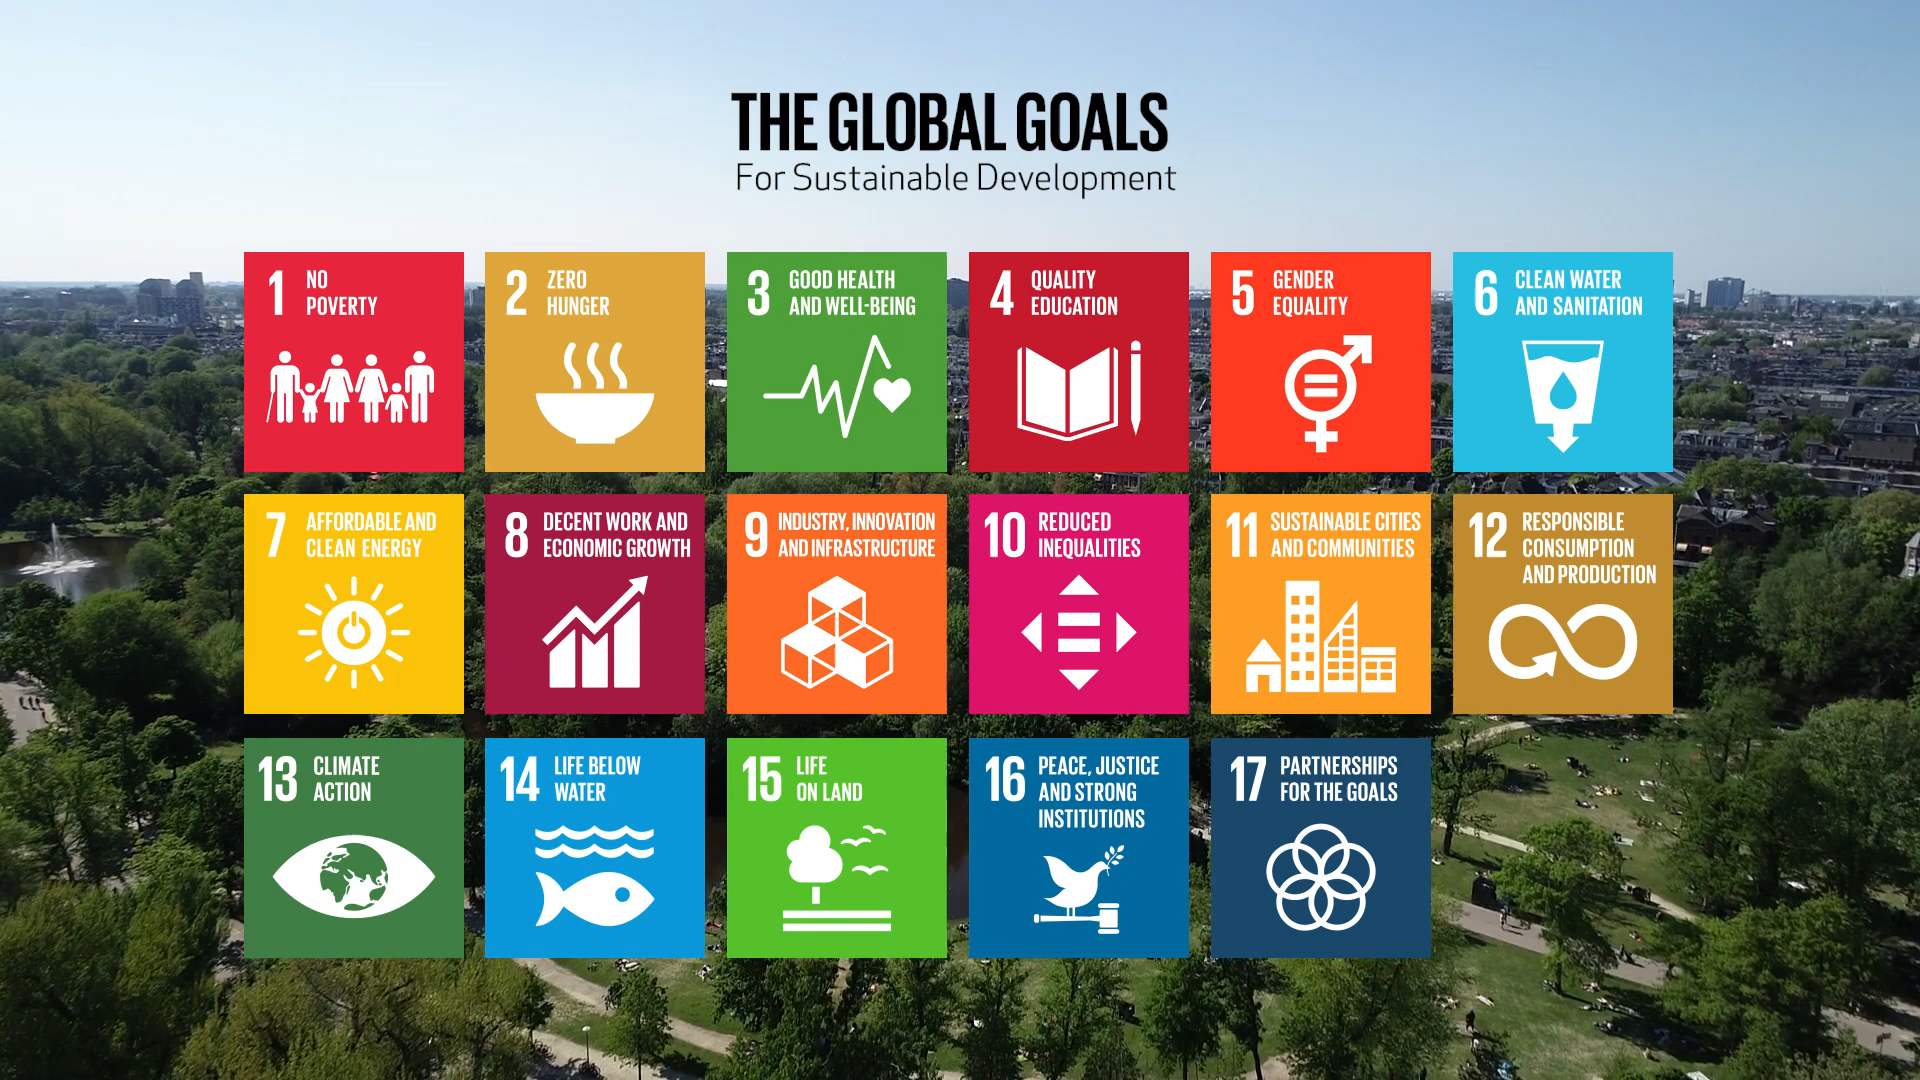 THE GLOBAL GOALS
For Sustainable Development
1 NO
POVERTY
2 ZERO
HUNGER
3 GOOD HEALTH
AND WELL-BEING
4 QUALITY
EDUCATION
5 GENDER
EQUALITY
6 CLEAN WATER
AND SANITATION
7 AFFORDABLE AND
CLEAN ENERGY
8 DECENT WORK AND
ECONOMIC GROWTH
9 INDUSTRY, INNOVATION
AND INFRASTRUCTURE
10 REDUCED
INEQUALITIES
11 SUSTAINABLE CITIES
AND COMMUNITIES
12 RESPONSIBLE
CONSUMPTION
AND PRODUCTION
13 CLIMATE
ACTION
14 LIFE BELOW
WATER
15 LIFE
ON LAND
16 PEACE, JUSTICE
AND STRONG
INSTITUTIONS
17 PARTNERSHIPS
FOR THE GOALS